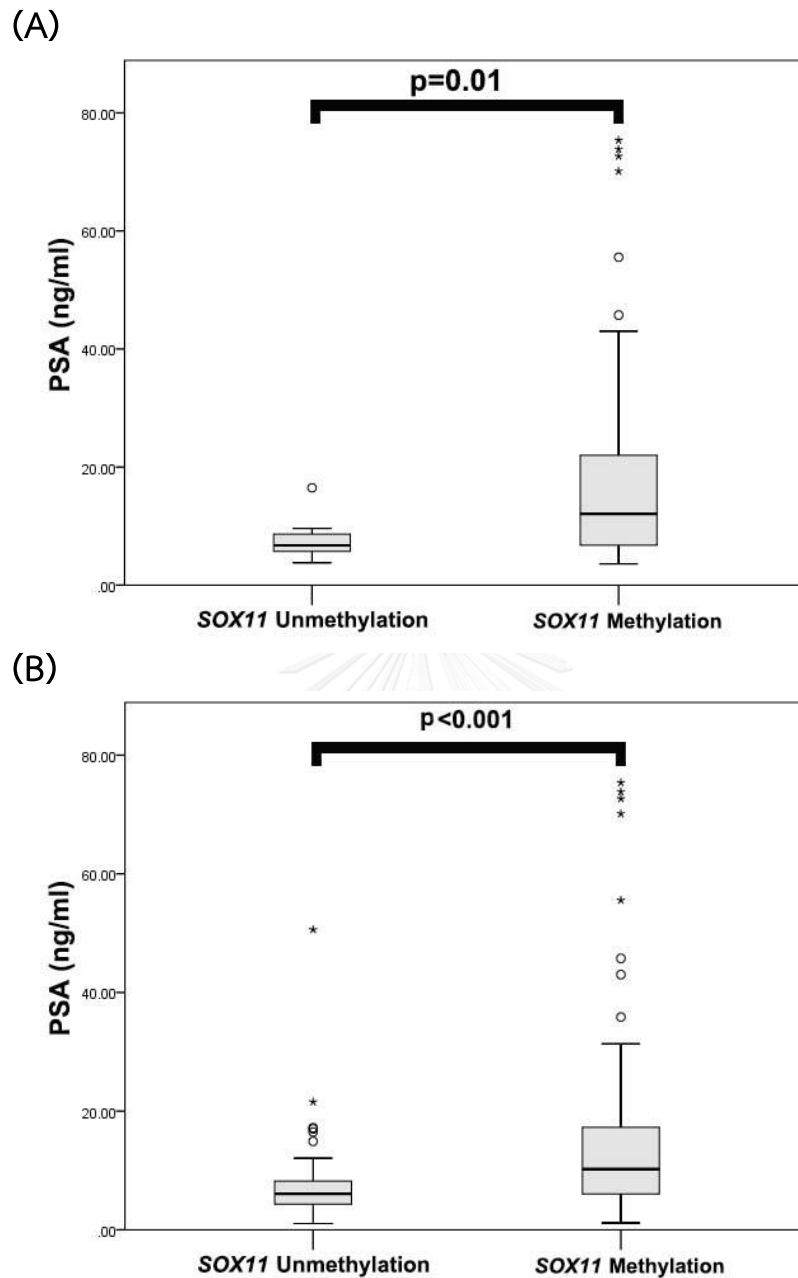 (A)
p=0.01
80.00
60.00
40.00
20.00
.00
PSA (ng/ml)
SOX11 Unmethylation
SOX11 Methylation
(B)
p<0.001
80.00
60.00
40.00
20.00
.00
PSA (ng/ml)
SOX11 Unmethylation
SOX11 Methylation